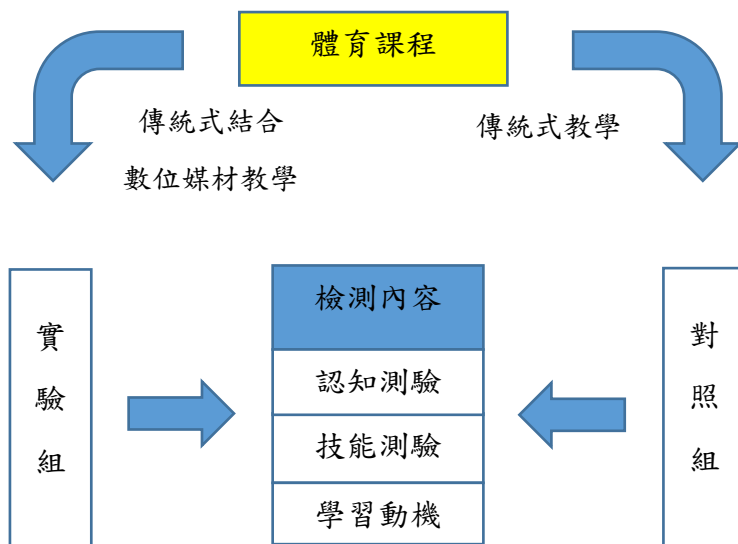 體育課程
傳統式結合
數位媒材教學
傳統式教學
實驗組
檢測內容
認知測驗
技能測驗
學習動機
對照組